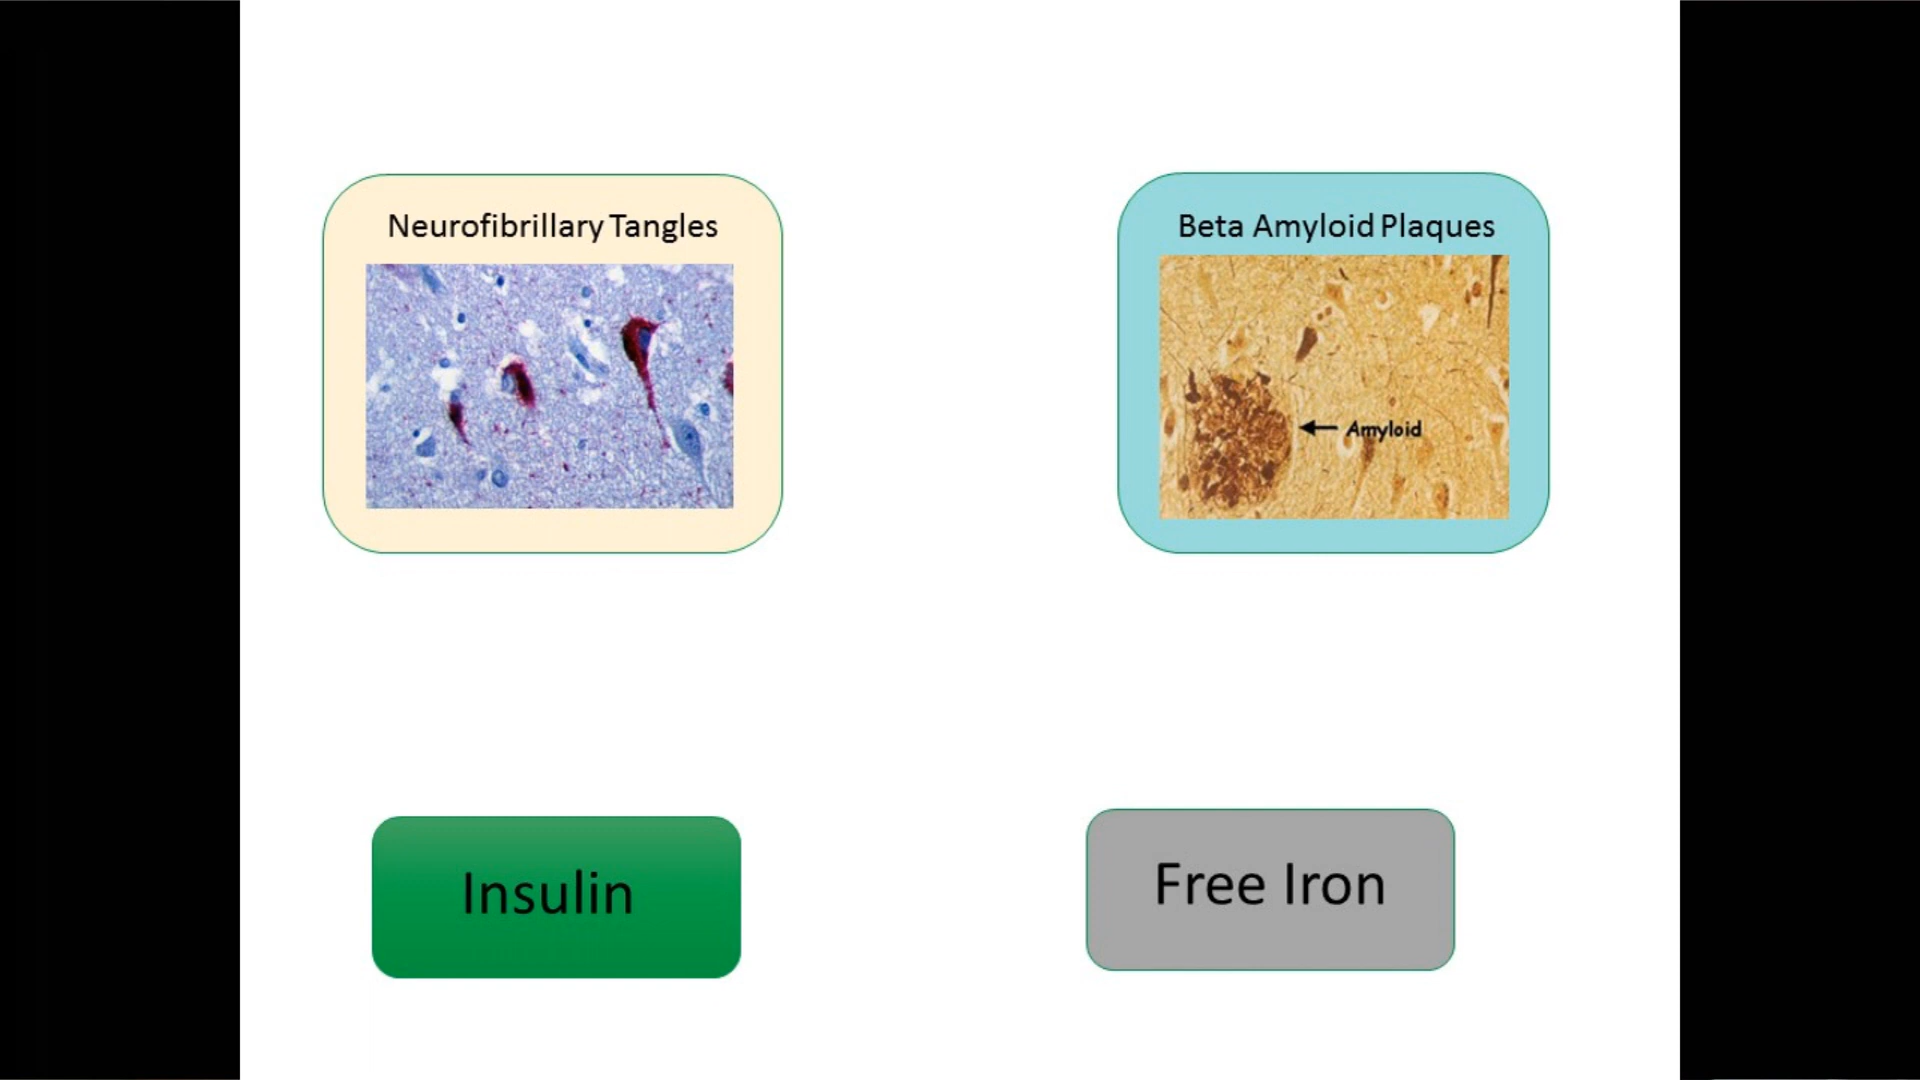 Neurofibrillary Tangles
Beta Amyloid Plaques
Amyloid
Insulin
Free Iron